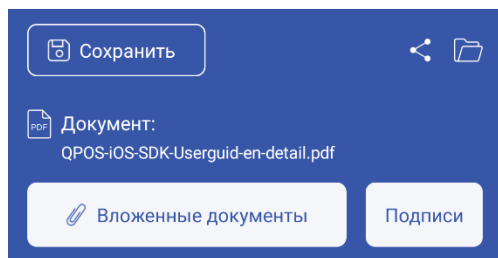 Сохранить
PDF
Документ:
QPOS-iOS-SDK-Userguid-en-detail.pdf
Вложенные документы
Подписи